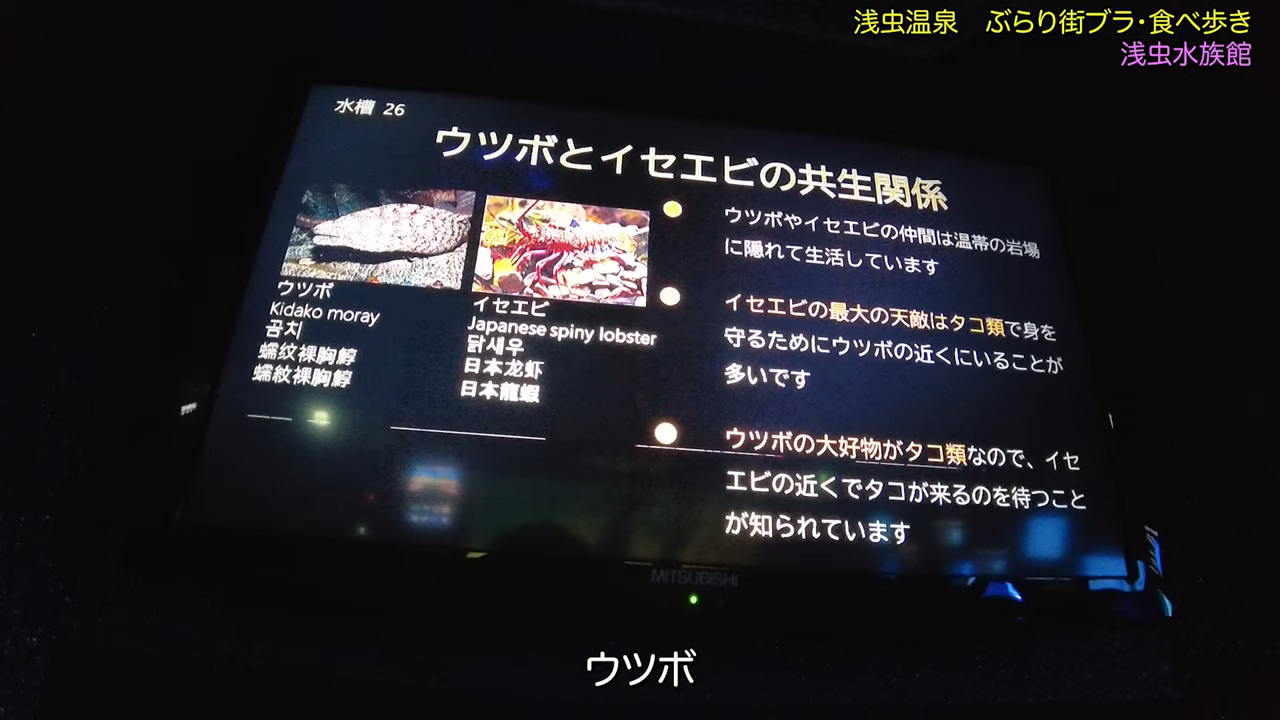 浅虫温泉　ぶらり街ブラ・食べ歩き
浅虫水族館
水槽 26
ウツボとイセエビの共生関係
ウツボ
Kidako moray
곰치
蠕纹裸胸鯙
蠕紋裸胸鯙
イセエビ
Japanese spiny lobster
닭새우
日本龙虾
日本龍蝦
ウツボやイセエビの仲間は温帯の岩場
に隠れて生活しています
イセエビの最大の天敵はタコ類で身を
守るためにウツボの近くにいることが
多いです
ウツボの大好物がタコ類なので、イセ
エビの近くでタコが来るのを待つこと
が知られています
MITSUBISHI
ウツボ